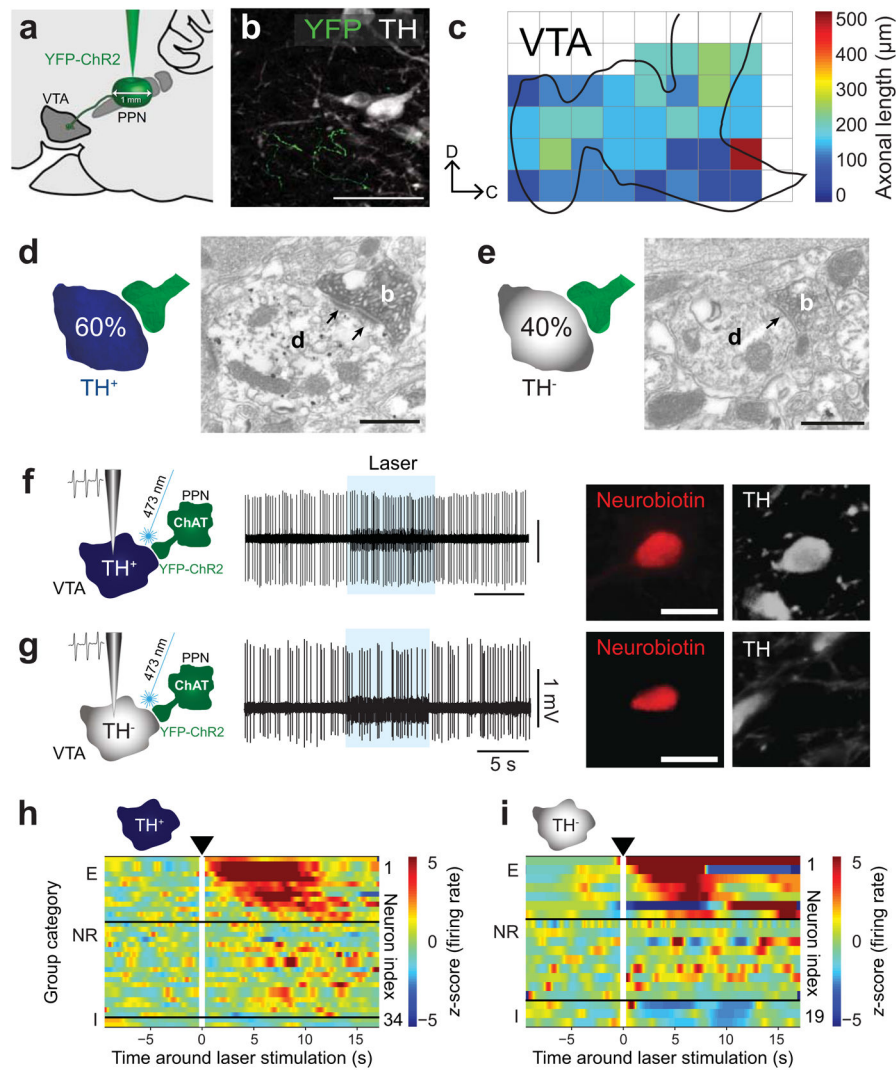 a
YFP-ChR2
VTA
1 mm
PPN
b
YFP TH
c
VTA
D
C
500
400
300
200
100
0
Axonal length (µm)
d
60%
TH+
b
d
e
40%
TH-
b
d
f
473 nm
PPN
ChAT
TH+
YFP-ChR2
VTA
Laser
Neurobiotin
TH
g
473 nm
PPN
ChAT
TH-
YFP-ChR2
VTA
1 mV
5 s
Neurobiotin
TH
h
TH+
Group category
E
NR
I
1
Neuron index
34
-5 0 5 10 15
Time around laser stimulation (s)
5
0
-5
z-score (firing rate)
i
TH-
E
NR
I
1
Neuron index
19
-5 0 5 10 15
Time around laser stimulation (s)
5
0
-5
z-score (firing rate)